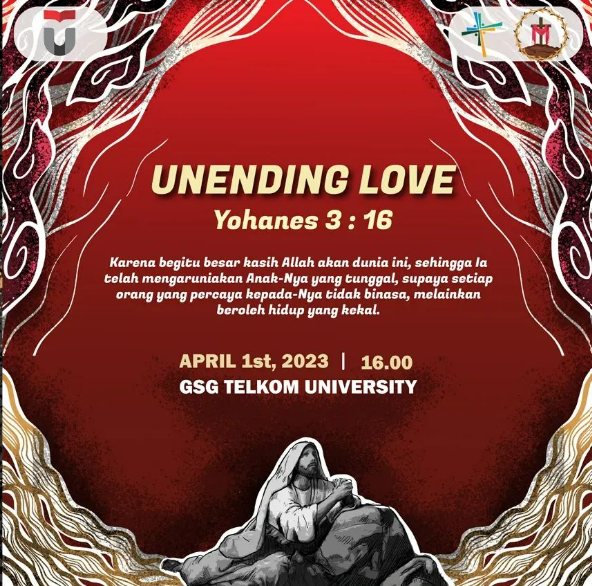 UNENDING LOVE
Yohanes 3 : 16
Karena begitu besar kasih Allah akan dunia ini, sehingga Ia
telah mengaruniakan Anak-Nya yang tunggal, supaya setiap
orang yang percaya kepada-Nya tidak binasa, melainkan
beroleh hidup yang kekal.
APRIL 1st, 2023 | 16.00
GSG TELKOM UNIVERSITY